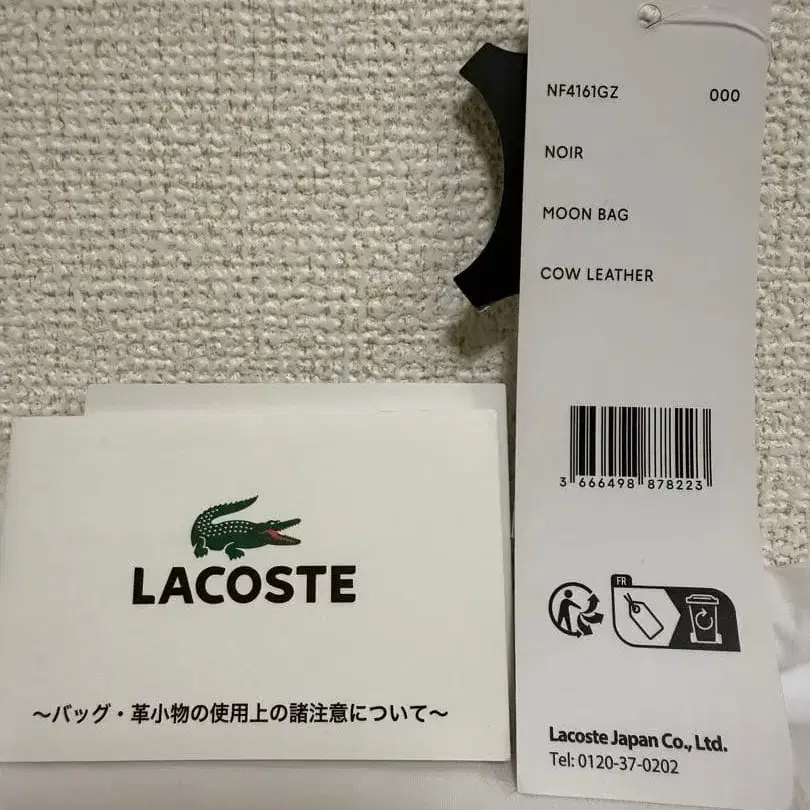 NF4161GZ 000
NOIR
MOON BAG
COW LEATHER
3 666498 878223
FR
Lacoste Japan Co., Ltd.
Tel: 0120-37-0202
LACOSTE
～バッグ・革小物の使用上の諸注意について～